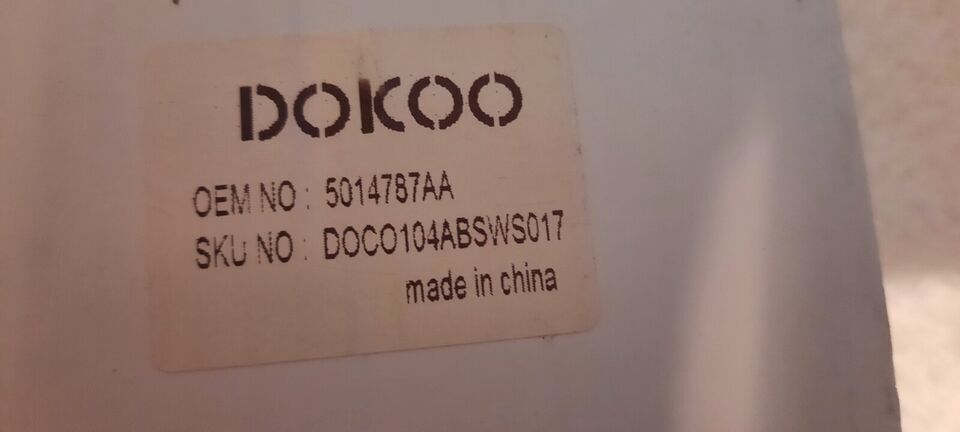 DOKOO
OEM NO : 5014787AA
SKU NO : DOCO104ABSWS017
made in china